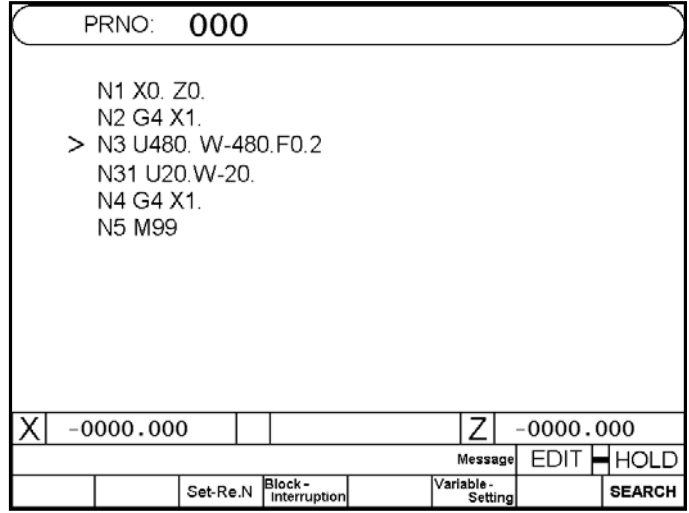 PRNO: 000
N1 X0. Z0.
N2 G4 X1.
> N3 U480. W-480.F0.2
N31 U20.W-20.
N4 G4 X1.
N5 M99
X -0000.000 Z -0000.000
Message EDIT HOLD
Set-Re.N Block-Interruption Variable-Setting SEARCH